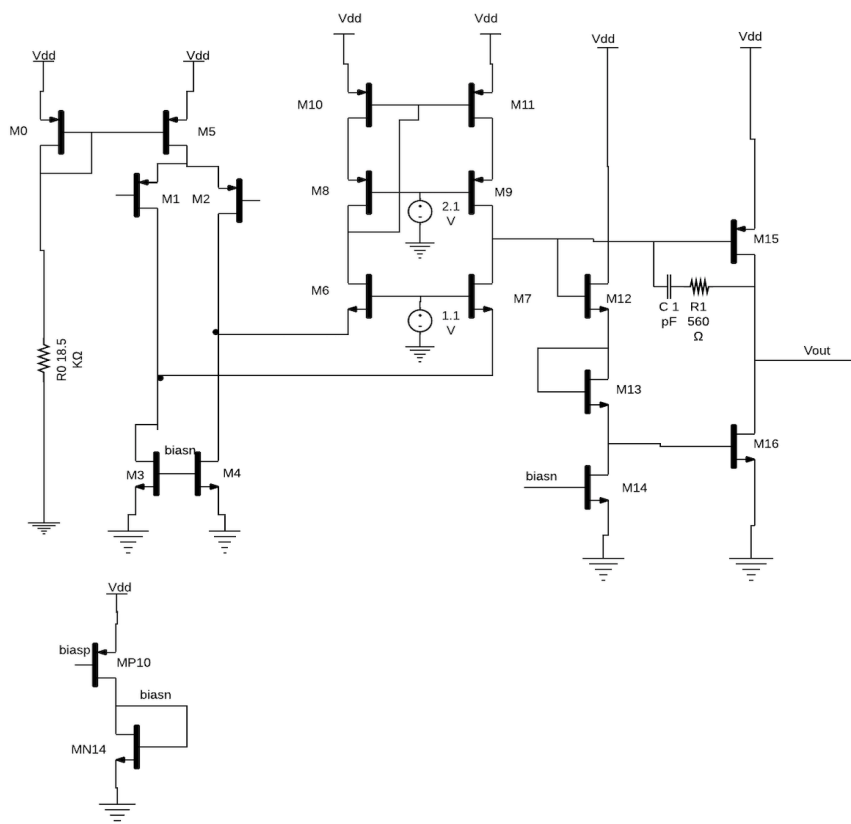 Vdd
Vdd
Vdd
Vdd
Vdd
Vdd
M0
M5
M10
M11
M1
M2
M8
M9
2.1
V
M15
M6
M7
M12
C 1
pF
R1
560
Ω
1.1
V
R0 18.5
KΩ
Vout
M13
biasn
M3
M4
M16
biasn
M14
Vdd
biasp
MP10
biasn
MN14